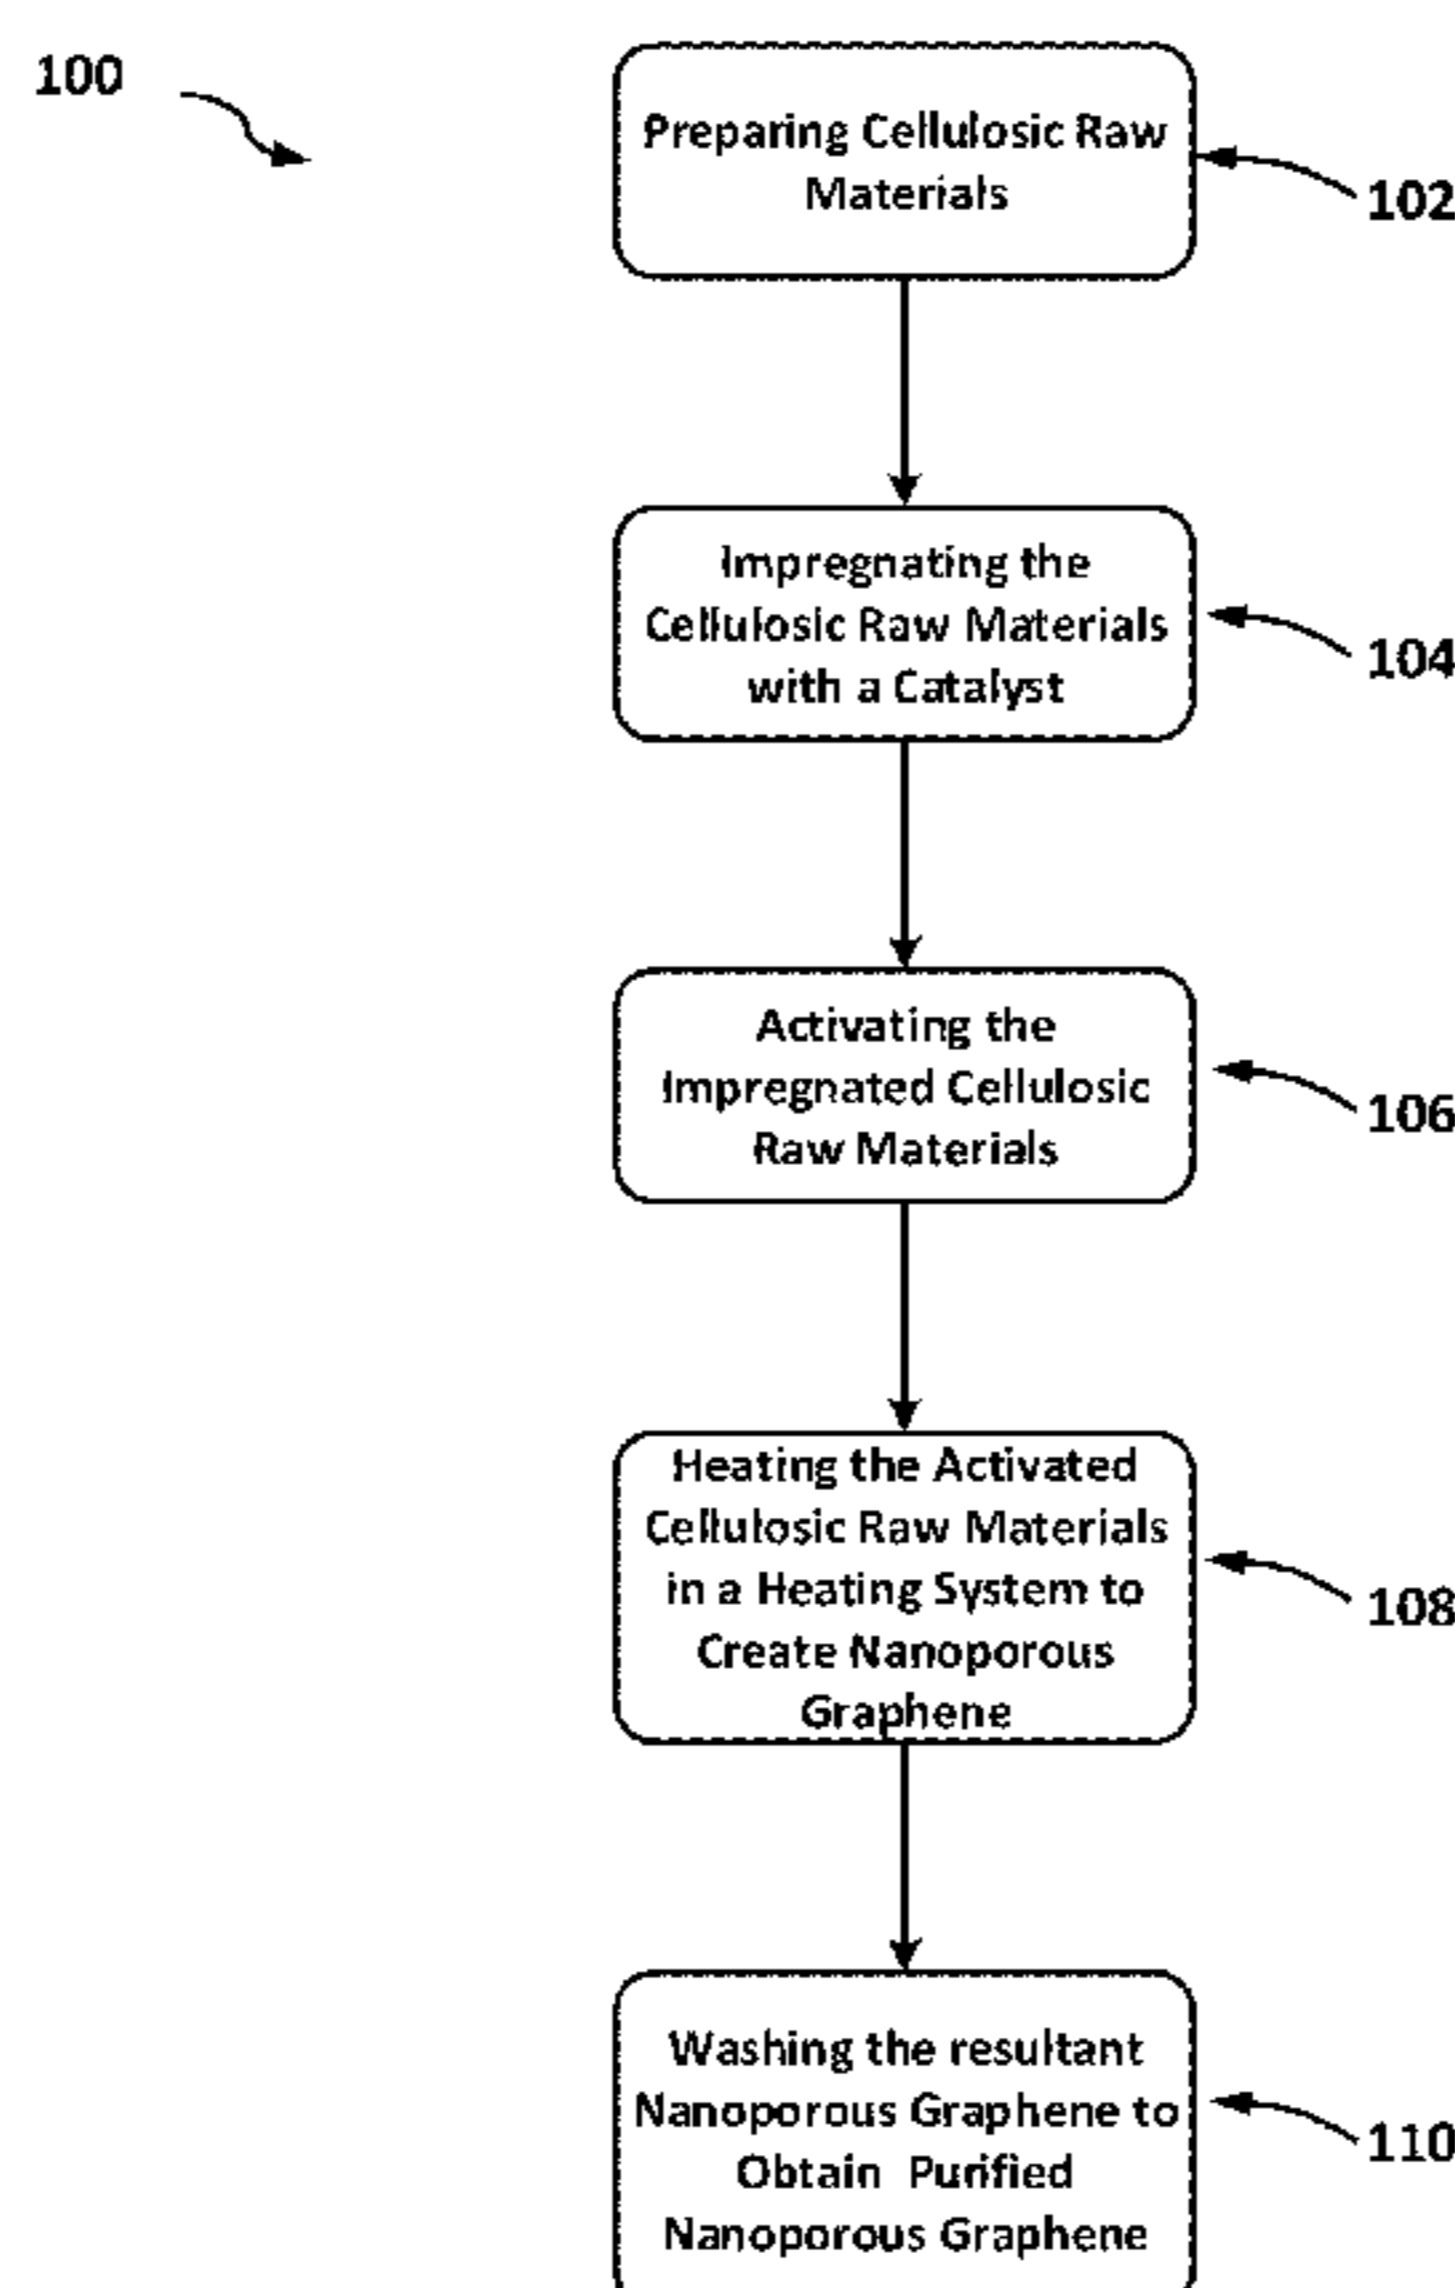 100
Preparing Cellulosic Raw
Materials
102
Impregnating the
Cellulosic Raw Materials
with a Catalyst
104
Activating the
Impregnated Cellulosic
Raw Materials
106
Heating the Activated
Cellulosic Raw Materials
in a Heating System to
Create Nanoporous
Graphene
108
Washing the resultant
Nanoporous Graphene to
Obtain Purified
Nanoporous Graphene
110